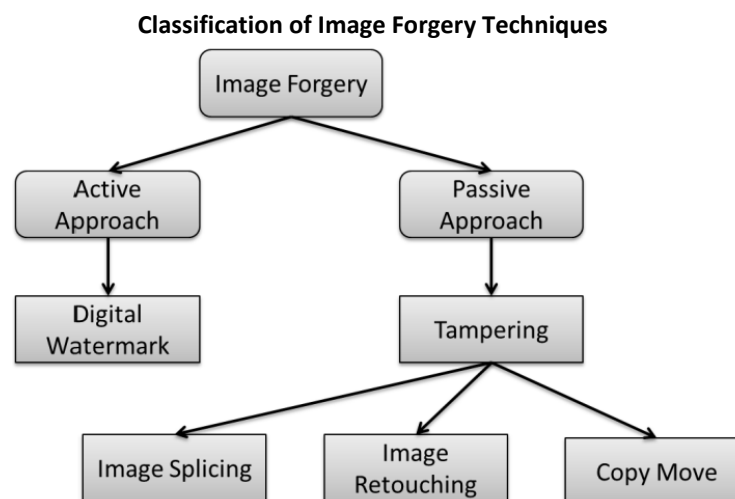 Classification of Image Forgery Techniques
Image Forgery
Active
Approach
Passive
Approach
Digital
Watermark
Tampering
Image Splicing
Image
Retouching
Copy Move